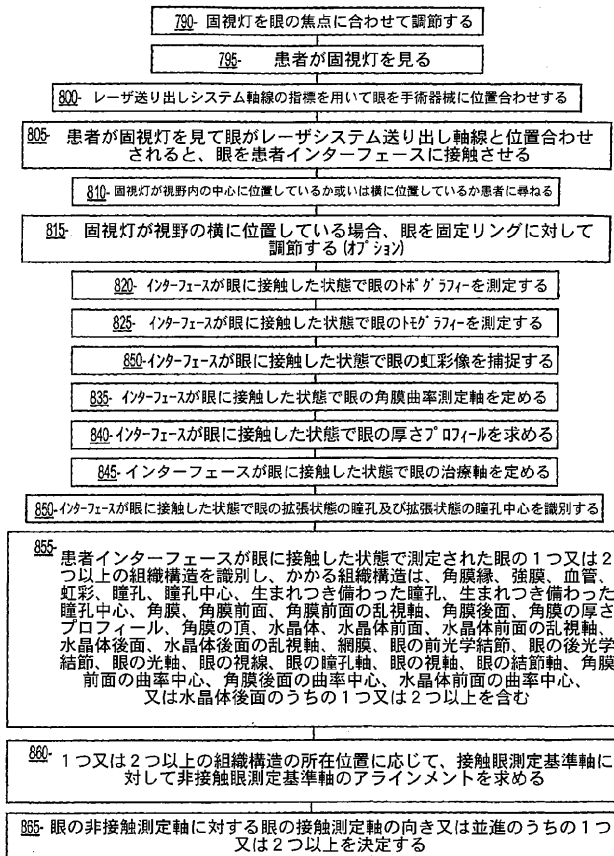 790- 固視灯を眼の焦点に合わせて調節する
795- 患者が固視灯を見る
800- レーザ送り出しシステム軸線の指標を用いて眼を手術器械に位置合わせする
805- 患者が固視灯を見て眼がレーザシステム送り出し軸線と位置合わせ
されると、眼を患者インターフェースに接触させる
810- 固視灯が視野内の中心に位置しているか或いは横に位置しているか患者に尋ねる
815- 固視灯が視野の横に位置している場合、眼を固定リングに対して
調節する(オプション)
820- インターフェースが眼に接触した状態で眼のトポグラフィーを測定する
825- インターフェースが眼に接触した状態で眼のトモグラフィーを測定する
850-インターフェースが眼に接触した状態で眼の虹彩像を捕捉する
835- インターフェースが眼に接触した状態で眼の角膜曲率測定軸を定める
840-インターフェースが眼に接触した状態で眼の厚さプロフィールを求める
845-インターフェースが眼に接触した状態で眼の治療軸を定める
850-インターフェースが眼に接触した状態で眼の拡張状態の瞳孔及び拡張状態の瞳孔中心を識別する
855- 患者インターフェースが眼に接触した状態で測定された眼の1つ又は2
つ以上の組織構造を識別し、かかる組織構造は、角膜縁、強膜、血管、
虹彩、瞳孔、瞳孔中心、生まれつき備わった瞳孔、生まれつき備わった
瞳孔中心、角膜、角膜前面、角膜前面の乱視軸、角膜後面、角膜の厚さ
プロフィール、角膜の頂、水晶体、水晶体前面、水晶体前面の乱視軸、
水晶体後面、水晶体後面の乱視軸、網膜、眼の前光学結節、眼の後光学
結節、眼の光軸、眼の視線、眼の瞳孔軸、眼の視軸、眼の結節軸、角膜
前面の曲率中心、角膜後面の曲率中心、水晶体前面の曲率中心、
又は水晶体後面のうちの1つ又は2つ以上を含む
860- 1つ又は2つ以上の組織構造の所在位置に応じて、接触眼測定基準軸に
対して非接触眼測定基準軸のアラインメントを求める
865- 眼の非接触測定軸に対する眼の接触測定軸の向き又は並進のうちの1つ
又は2つ以上を決定する